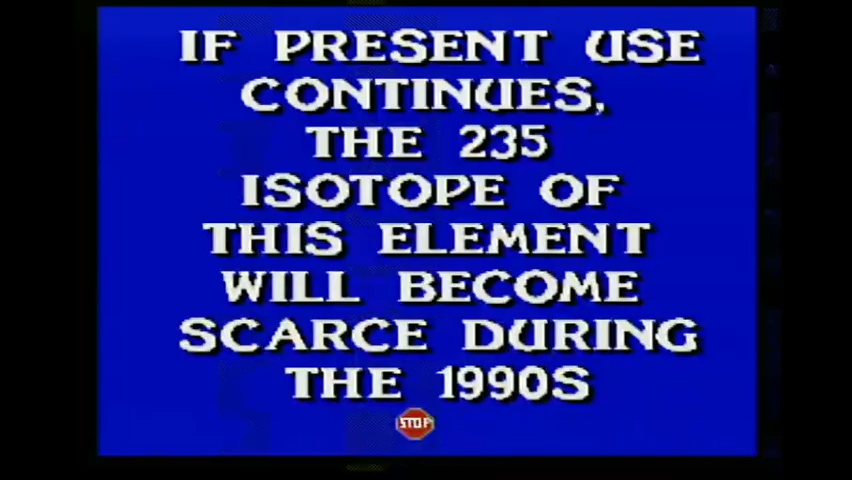 IF PRESENT USE
CONTINUES,
THE 235
ISOTOPE OF
THIS ELEMENT
WILL BECOME
SCARCE DURING
THE 1990S
STOP